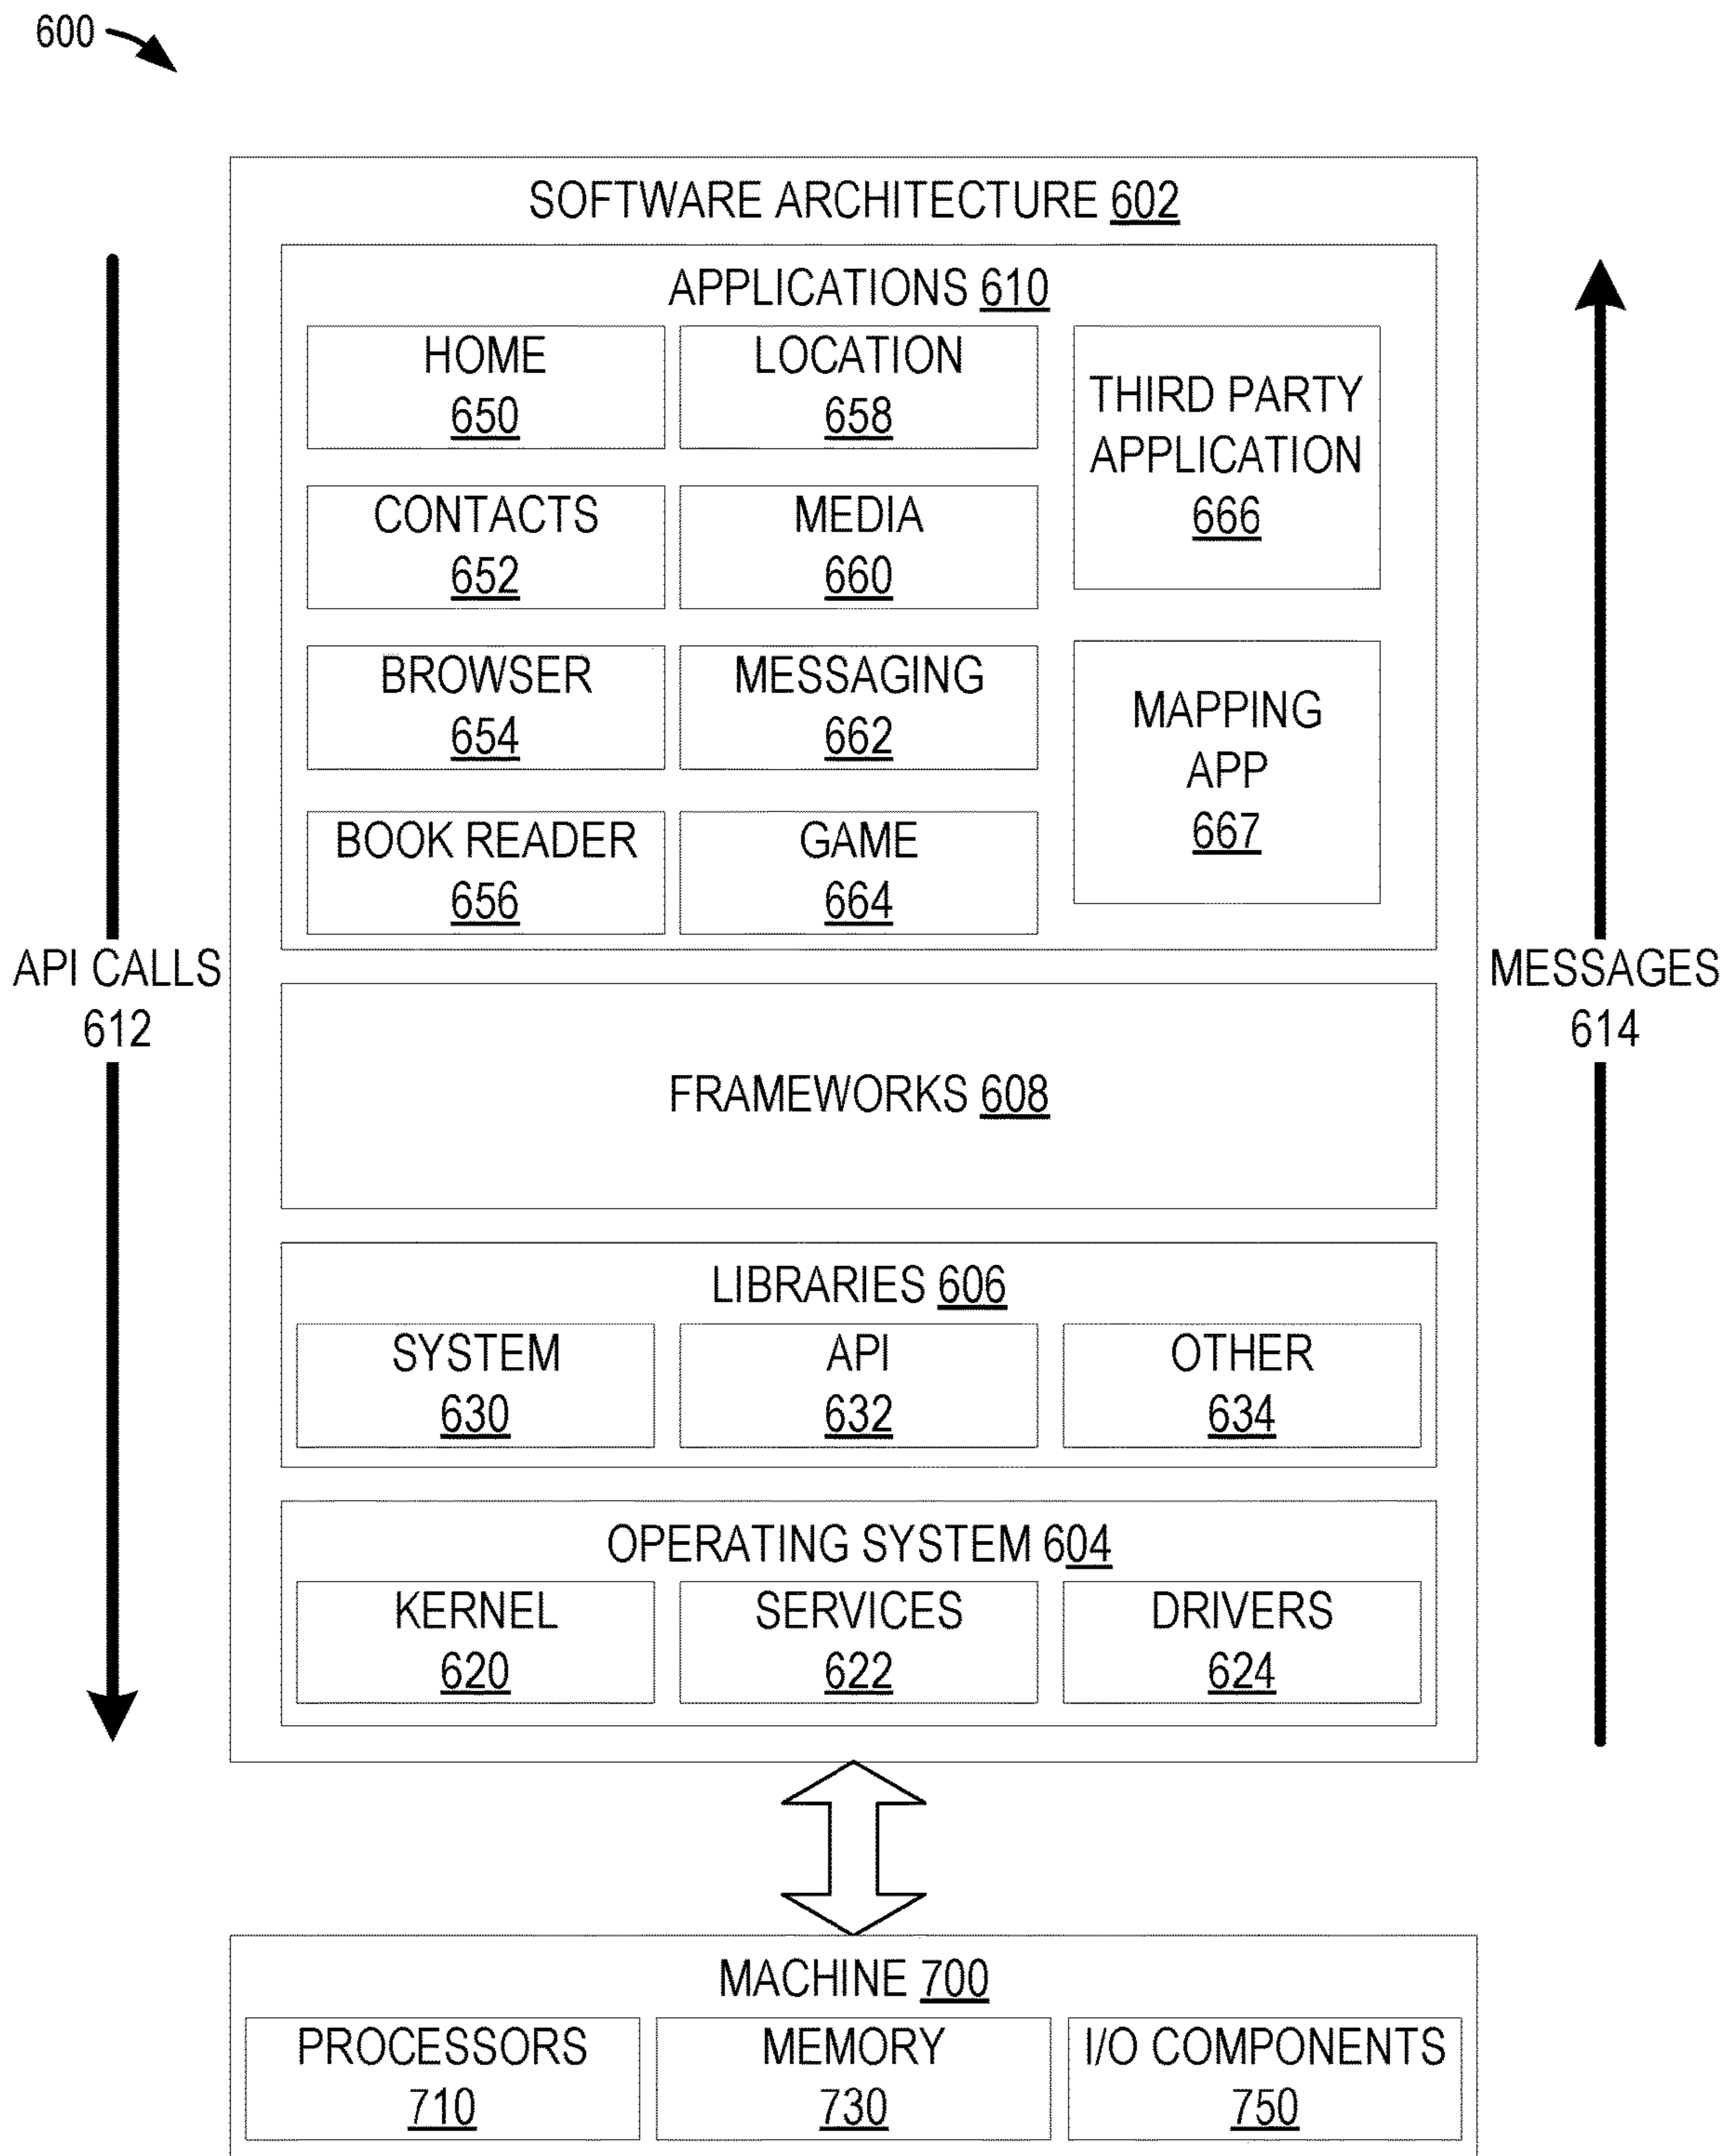 600
SOFTWARE ARCHITECTURE 602
APPLICATIONS 610
HOME
650
LOCATION
658
THIRD PARTY
APPLICATION
666
CONTACTS
652
MEDIA
660
BROWSER
654
MESSAGING
662
MAPPING
APP
667
BOOK READER
656
GAME
664
API CALLS
612
MESSAGES
614
FRAMEWORKS 608
LIBRARIES 606
SYSTEM
630
API
632
OTHER
634
OPERATING SYSTEM 604
KERNEL
620
SERVICES
622
DRIVERS
624
MACHINE 700
PROCESSORS
710
MEMORY
730
I/O COMPONENTS
750